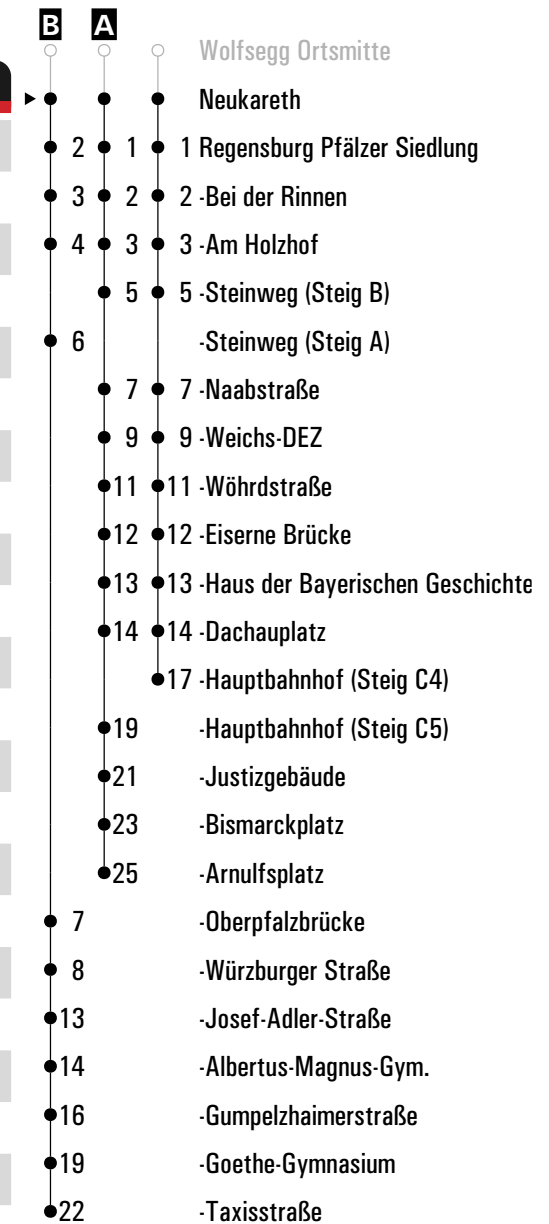 B A
Wolfsegg Ortsmitte
Neukareth
2 1 1 Regensburg Pfälzer Siedlung
3 2 2 -Bei der Rinnen
4 3 3 -Am Holzhof
5 5 -Steinweg (Steig B)
6 -Steinweg (Steig A)
7 7 -Naabstraße
9 9 -Weichs-DEZ
11 11 -Wöhrdstraße
12 12 -Eiserne Brücke
13 13 -Haus der Bayerischen Geschichte
14 14 -Dachauplatz
17 -Hauptbahnhof (Steig C4)
19 -Hauptbahnhof (Steig C5)
21 -Justizgebäude
23 -Bismarckplatz
25 -Arnulfsplatz
7 -Oberpfalzbrücke
8 -Würzburger Straße
13 -Josef-Adler-Straße
14 -Albertus-Magnus-Gym.
16 -Gumpelzhaimerstraße
19 -Goethe-Gymnasium
22 -Taxisstraße